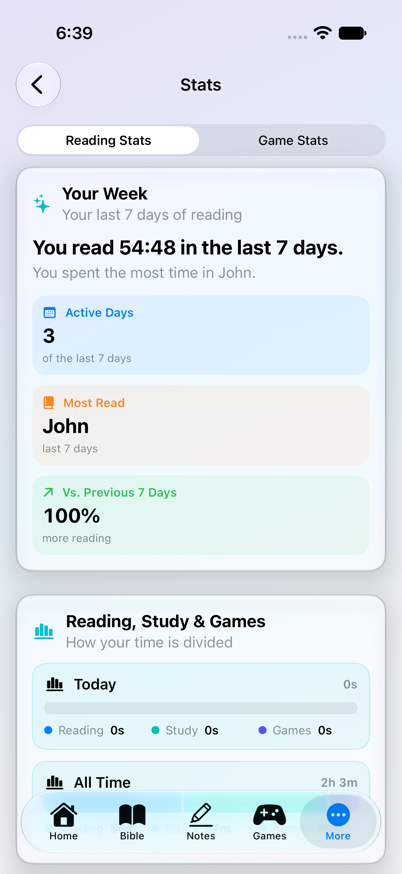 6:39
Stats
Reading Stats
Game Stats
Your Week
Your last 7 days of reading
You read 54:48 in the last 7 days.
You spent the most time in John.
Active Days
3
of the last 7 days
Most Read
John
last 7 days
Vs. Previous 7 Days
100%
more reading
Reading, Study & Games
How your time is divided
Today 0s
Reading 0s Study 0s Games 0s
All Time 2h 3m
Home Bible Notes Games More